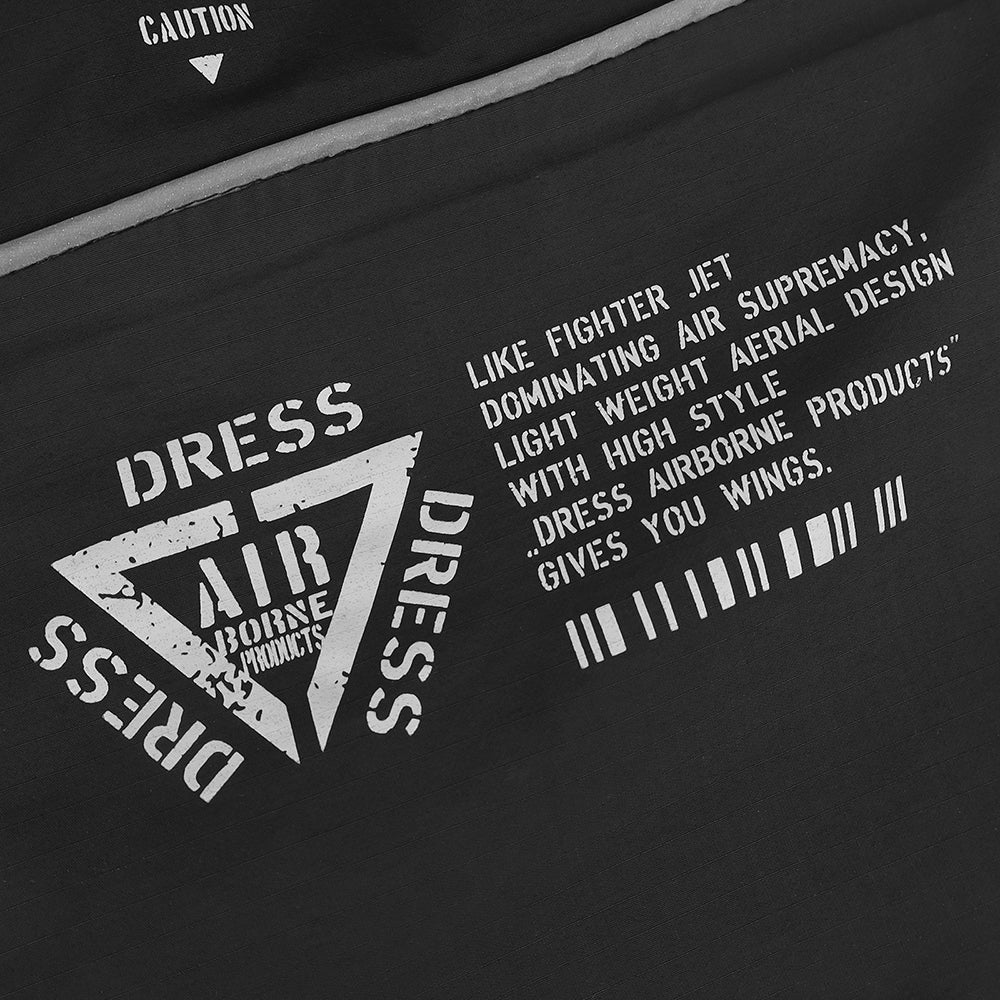 CAUTION
DRESS
DRESS
DRESS
AIR
BORNE
PRODUCTS
LIKE FIGHTER JET
DOMINATING AIR SUPREMACY,
LIGHT WEIGHT AERIAL DESIGN
WITH HIGH STYLE
„DRESS AIRBORNE PRODUCTS"
GIVES YOU WINGS.